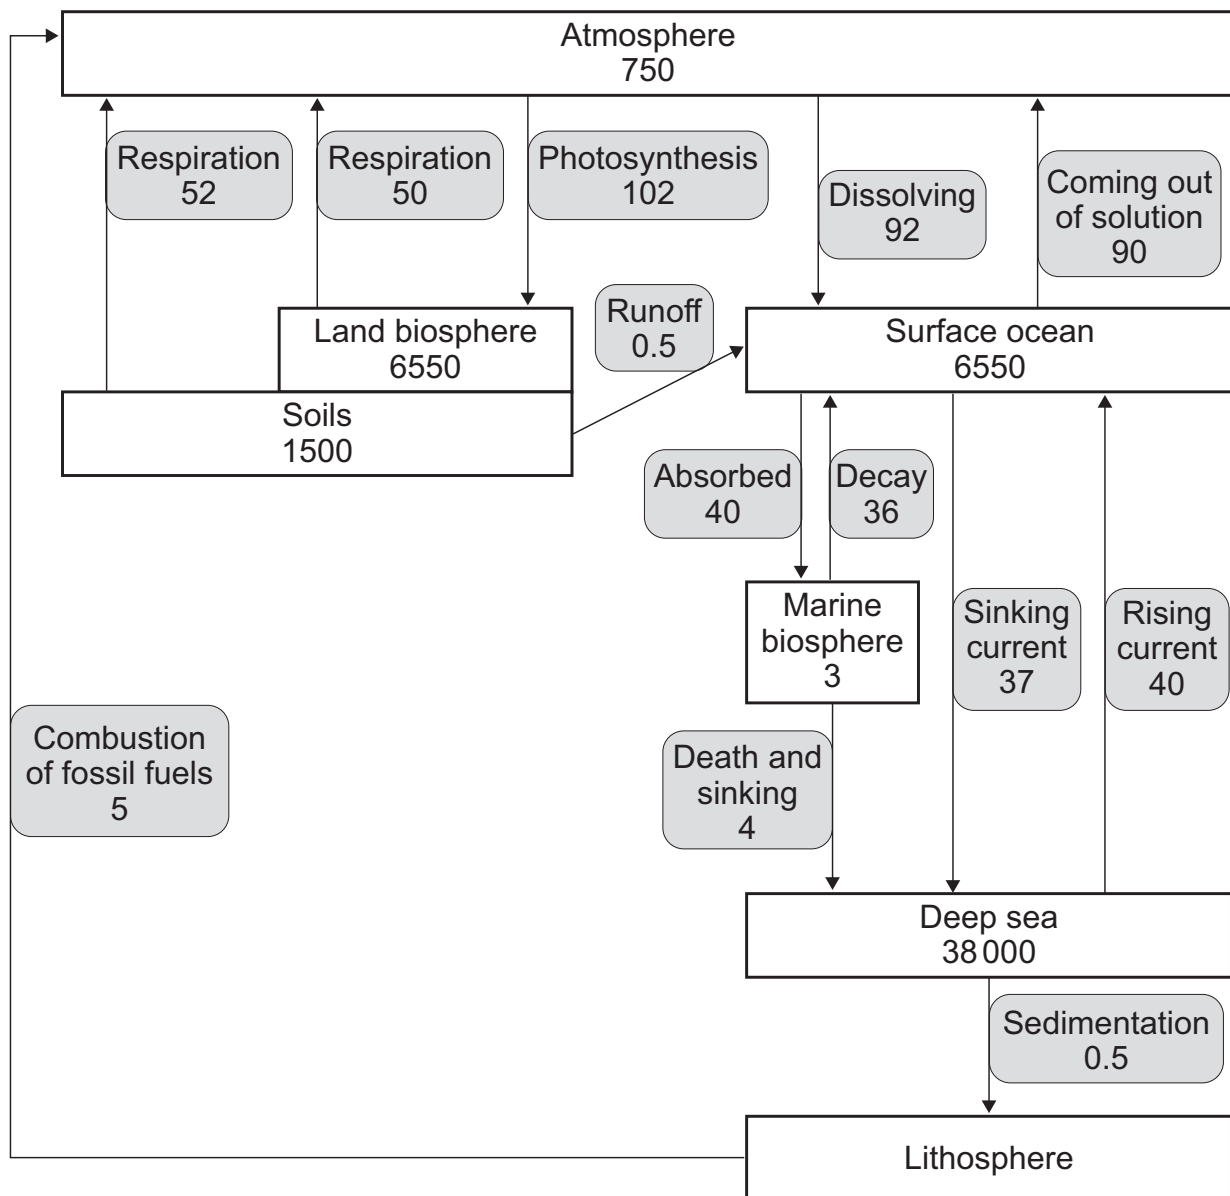 Atmosphere
750
Respiration
52
Respiration
50
Photosynthesis
102
Dissolving
92
Coming out
of solution
90
Land biosphere
6550
Runoff
0.5
Surface ocean
6550
Soils
1500
Absorbed
40
Decay
36
Marine
biosphere
3
Sinking
current
37
Rising
current
40
Combustion
of fossil fuels
5
Death and
sinking
4
Deep sea
38 000
Sedimentation
0.5
Lithosphere